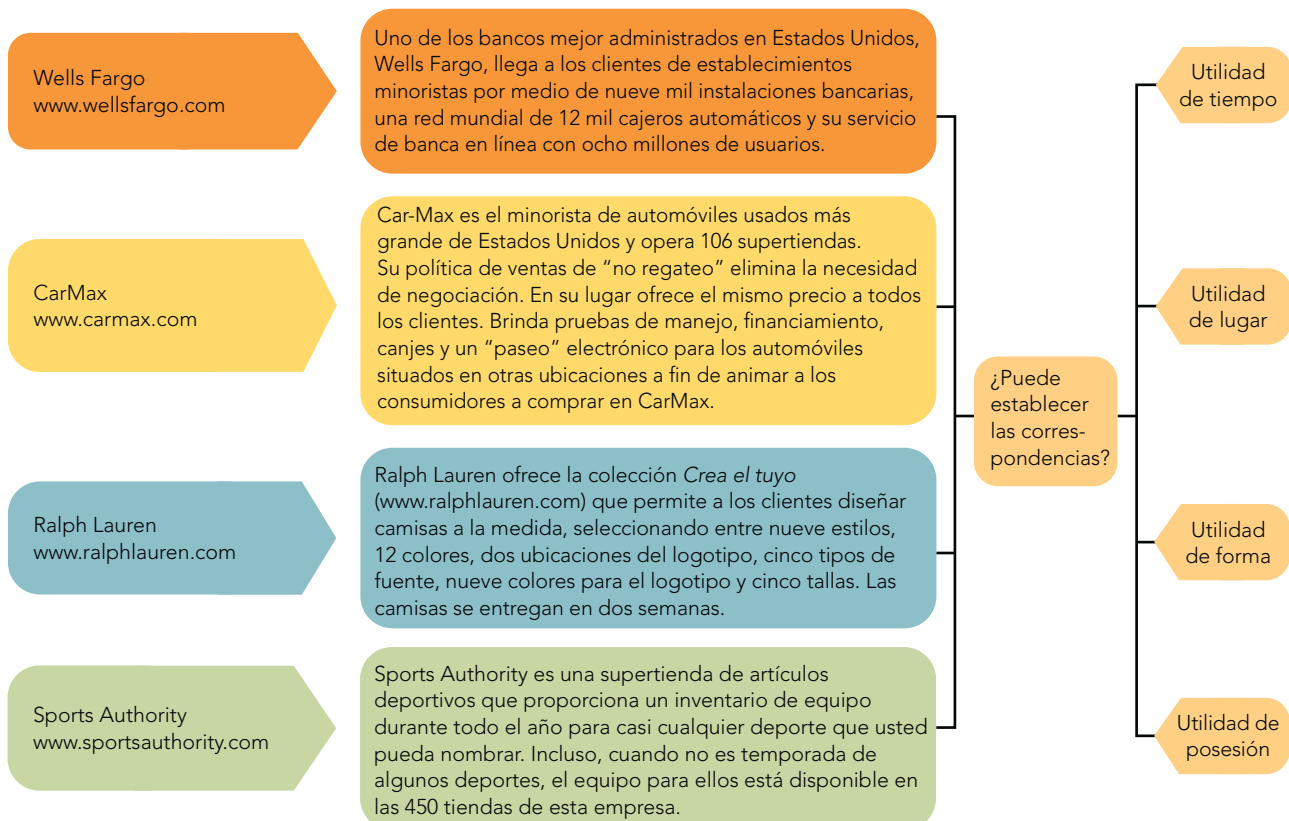 Wells Fargo
www.wellsfargo.com
Uno de los bancos mejor administrados en Estados Unidos,
Wells Fargo, llega a los clientes de establecimientos
minoristas por medio de nueve mil instalaciones bancarias,
una red mundial de 12 mil cajeros automáticos y su servicio
de banca en línea con ocho millones de usuarios.
CarMax
www.carmax.com
Car-Max es el minorista de automóviles usados más
grande de Estados Unidos y opera 106 supertiendas.
Su política de ventas de “no regateo” elimina la necesidad
de negociación. En su lugar ofrece el mismo precio a todos
los clientes. Brinda pruebas de manejo, financiamiento,
canjes y un “paseo” electrónico para los automóviles
situados en otras ubicaciones a fin de animar a los
consumidores a comprar en CarMax.
Ralph Lauren
www.ralphlauren.com
Ralph Lauren ofrece la colección Crea el tuyo
(www.ralphlauren.com) que permite a los clientes diseñar
camisas a la medida, seleccionando entre nueve estilos,
12 colores, dos ubicaciones del logotipo, cinco tipos de
fuente, nueve colores para el logotipo y cinco tallas. Las
camisas se entregan en dos semanas.
Sports Authority
www.sportsauthority.com
Sports Authority es una supertienda de artículos
deportivos que proporciona un inventario de equipo
durante todo el año para casi cualquier deporte que usted
pueda nombrar. Incluso, cuando no es temporada de
algunos deportes, el equipo para ellos está disponible en
las 450 tiendas de esta empresa.
¿Puede
establecer
las corres-
pondencias?
Utilidad
de tiempo
Utilidad
de lugar
Utilidad
de forma
Utilidad de
posesión